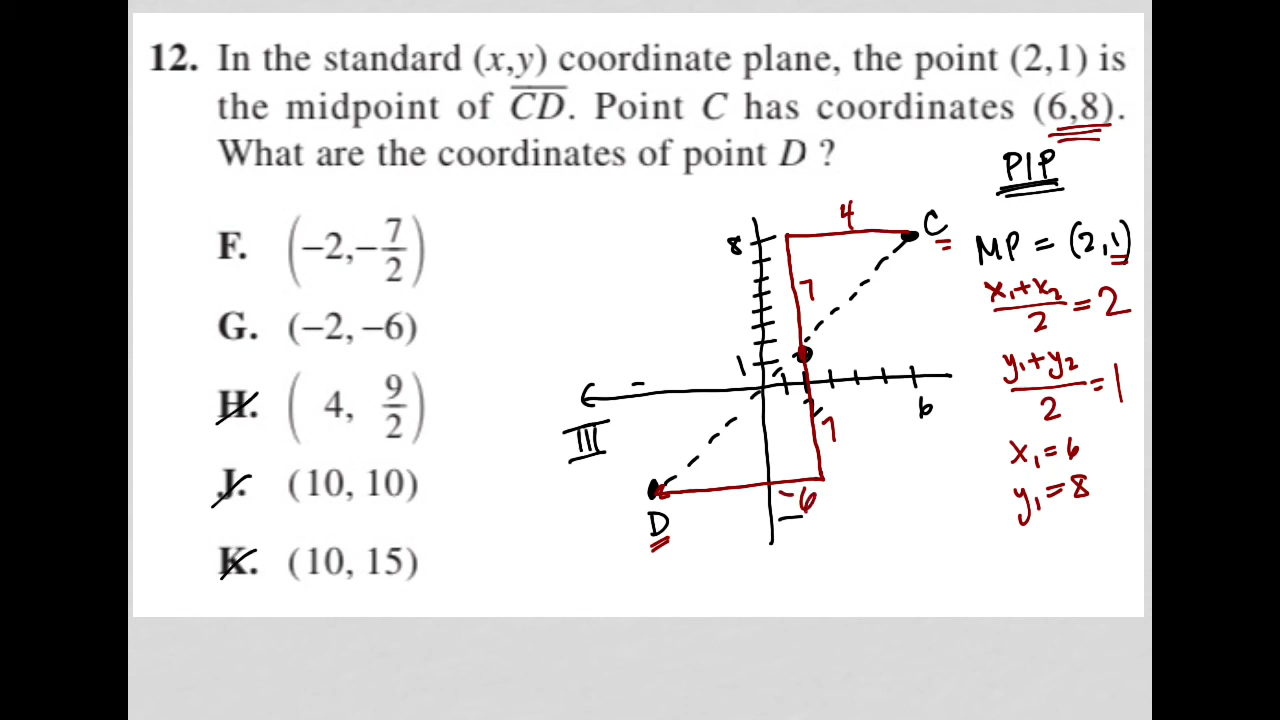 12. In the standard (x,y) coordinate plane, the point (2,1) is
the midpoint of CD. Point C has coordinates (6,8).
What are the coordinates of point D ?
F. (−2,−7/2)
G. (−2, −6)
H. ( 4, 9/2)
J. (10, 10)
K. (10, 15)
PIP
MP = (2,1)
x₁+x₂/2 = 2
y₁+y₂/2 = 1
x₁=6
y₁=8
4
C
8
7
1
6
III
7
-6
D